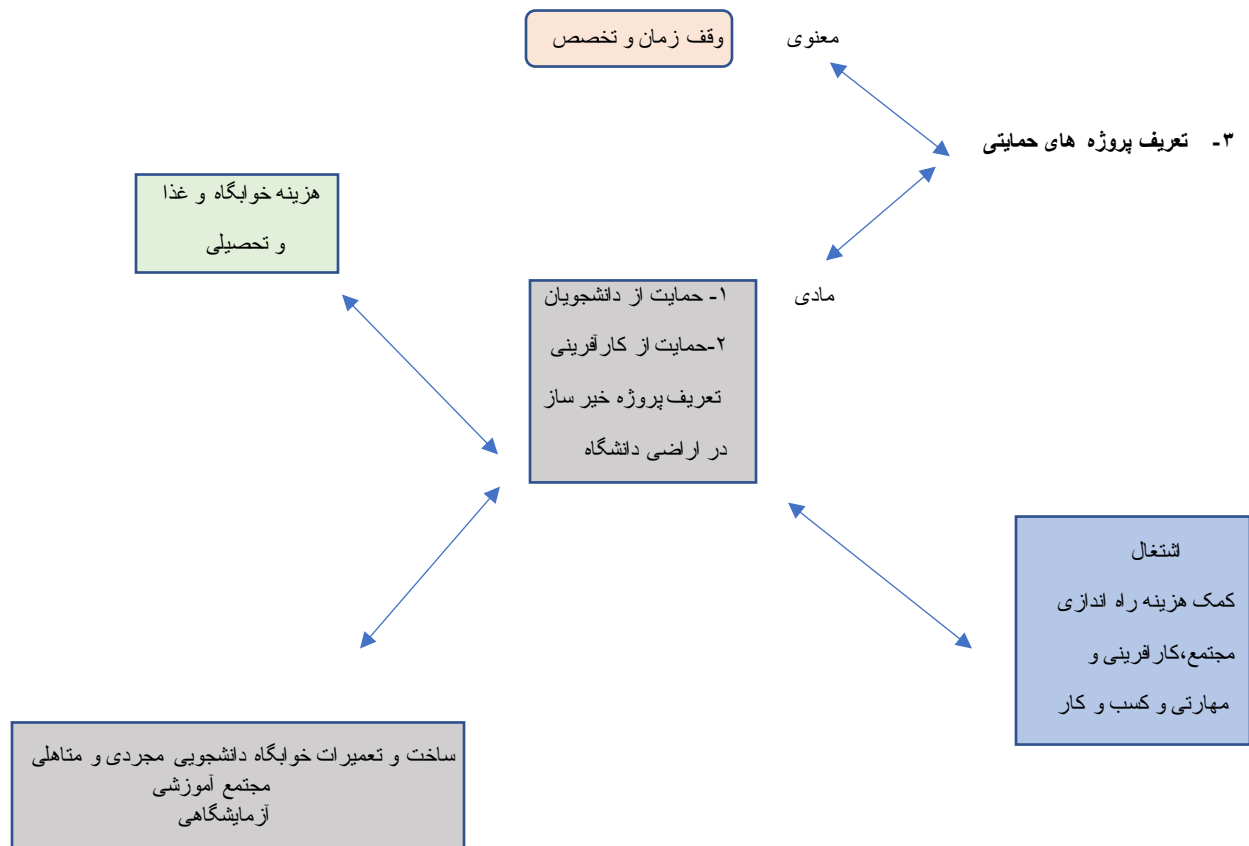 وقف زمان و تخصص
معنوی
۳- تعریف پروژه های حمایتی
هزینه خوابگاه و غذا
و تحصیلی
مادی
۱- حمایت از دانشجویان
۲-حمایت از کارآفرینی
تعریف پروژه خیر ساز
در اراضی دانشگاه
اشتغال
کمک هزینه راه اندازی
مجتمع،کارافرینی و
مهارتی و کسب و کار
ساخت و تعمیرات خوابگاه دانشجویی مجردی و متاهلی
مجتمع آموزشی
آزمایشگاهی